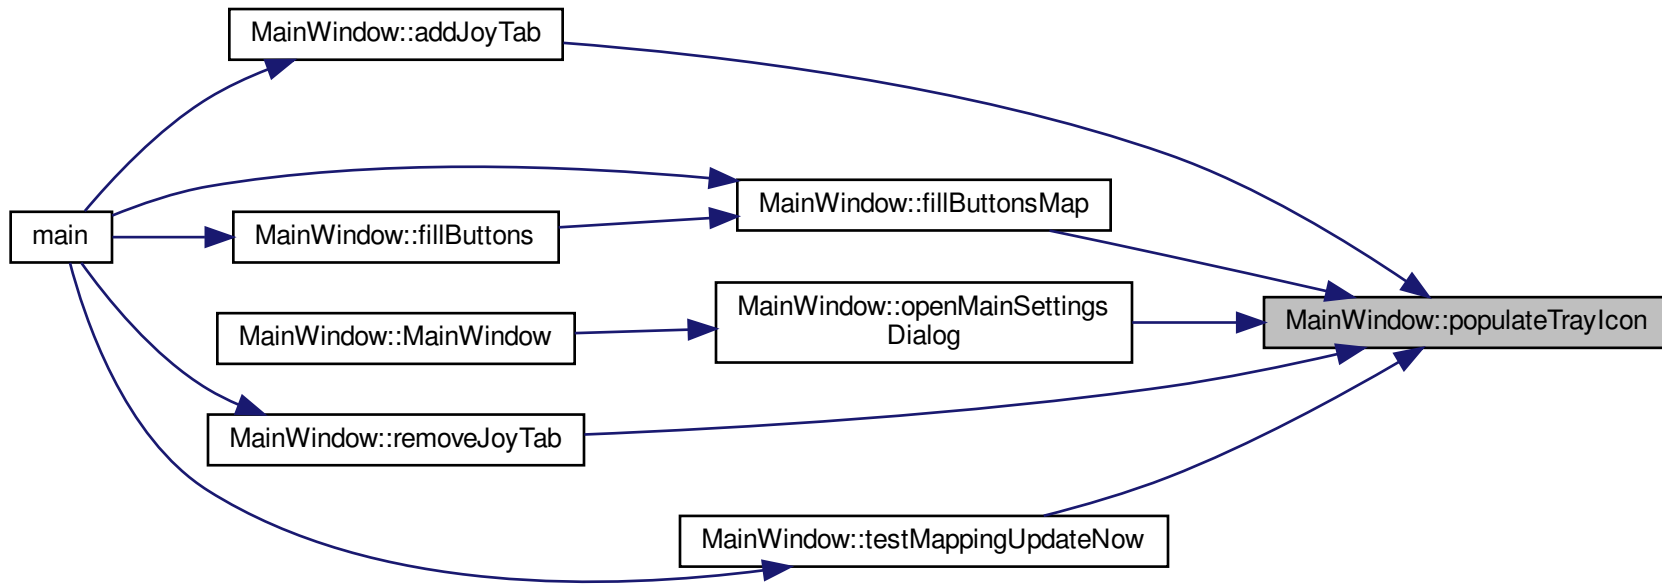 MainWindow::addJoyTab
MainWindow::fillButtonsMap
main
MainWindow::fillButtons
MainWindow::openMainSettings
Dialog
MainWindow::populateTrayIcon
MainWindow::MainWindow
MainWindow::removeJoyTab
MainWindow::testMappingUpdateNow